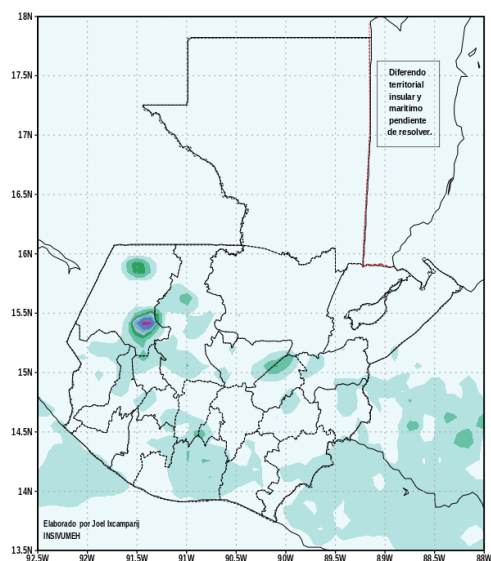 18N
17.5N
17N
16.5N
16N
15.5N
15N
14.5N
14N
13.5N
Diferendo
territorial
insular y
maritimo
pendiente
de resolver.
Elaborado por Joel Ixcamparij
INSIVUMEH
92.5W 92W 91.5W 91W 90.5W 90W 89.5W 89W 88.5W 88W